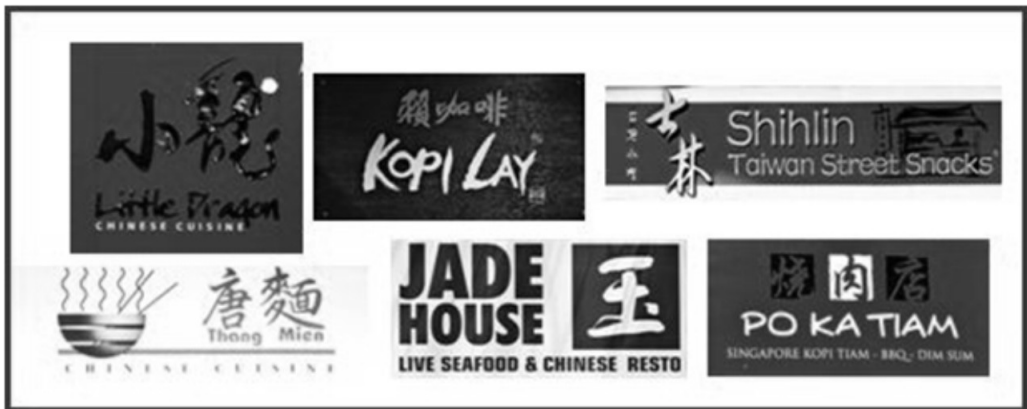 小龍
Little Dragon
CHINESE CUISINE
賴咖啡
KOPI LAY
士林
Shihlin
Taiwan Street Snacks
唐麵
Thang Mien
CHINESE CUISINE
JADE
HOUSE
玉
LIVE SEAFOOD & CHINESE RESTO
烧肉店
PO KA TIAM
SINGAPORE KOPI TIAM - BBQ - DIM SUM